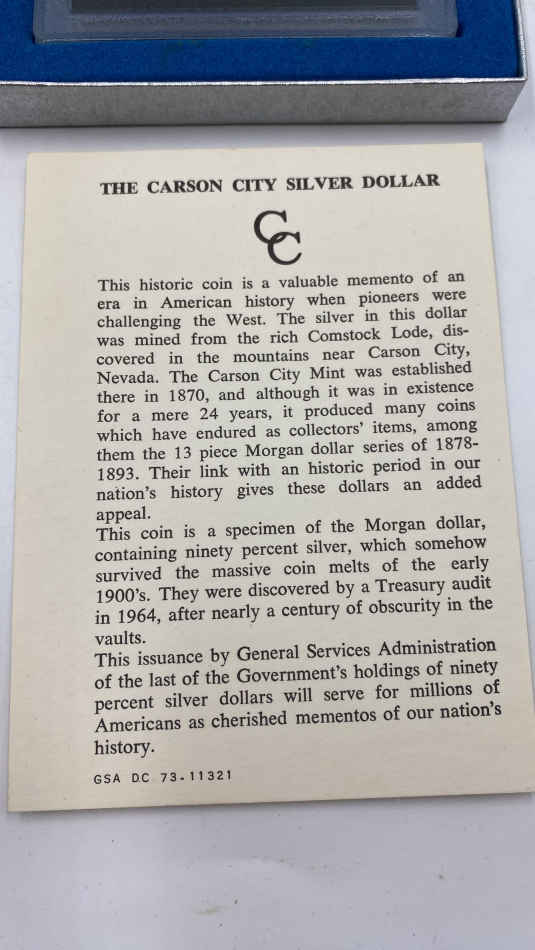 THE CARSON CITY SILVER DOLLAR
CC
This historic coin is a valuable memento of an
era in American history when pioneers were
challenging the West. The silver in this dollar
was mined from the rich Comstock Lode, dis-
covered in the mountains near Carson City,
Nevada. The Carson City Mint was established
there in 1870, and although it was in existence
for a mere 24 years, it produced many coins
which have endured as collectors' items, among
them the 13 piece Morgan dollar series of 1878-
1893. Their link with an historic period in our
nation's history gives these dollars an added
appeal.
This coin is a specimen of the Morgan dollar,
containing ninety percent silver, which somehow
survived the massive coin melts of the early
1900's. They were discovered by a Treasury audit
in 1964, after nearly a century of obscurity in the
vaults.
This issuance by General Services Administration
of the last of the Government's holdings of ninety
percent silver dollars will serve for millions of
Americans as cherished mementos of our nation's
history.
GSA DC 73-11321